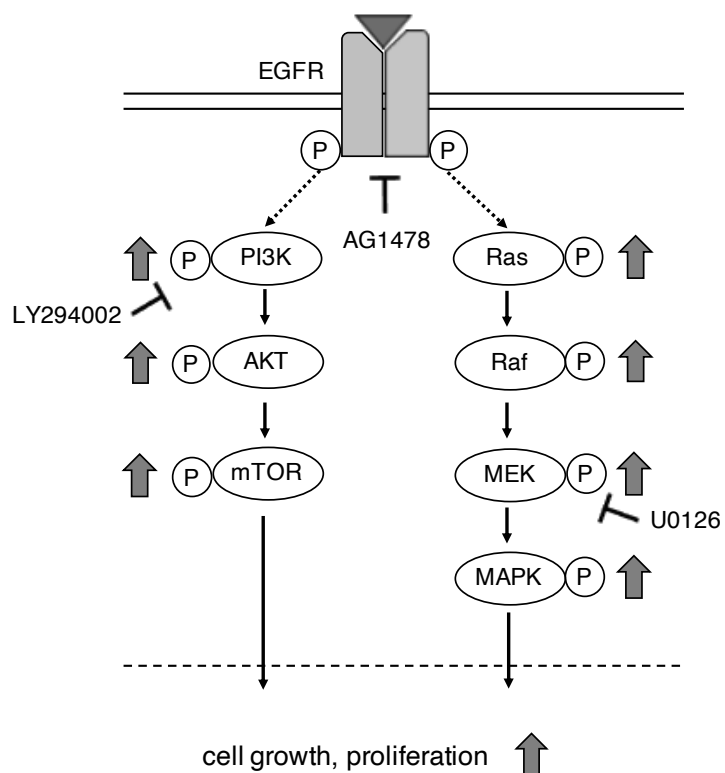 EGFR
P P
AG1478
P PI3K Ras P
LY294002
P AKT Raf P
P mTOR MEK P
U0126
MAPK P
cell growth, proliferation